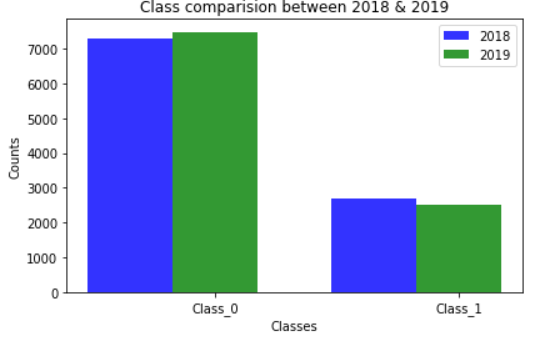 Class comparision between 2018 & 2019
2018
2019
Counts
7000
6000
5000
4000
3000
2000
1000
0
Class_0
Class_1
Classes